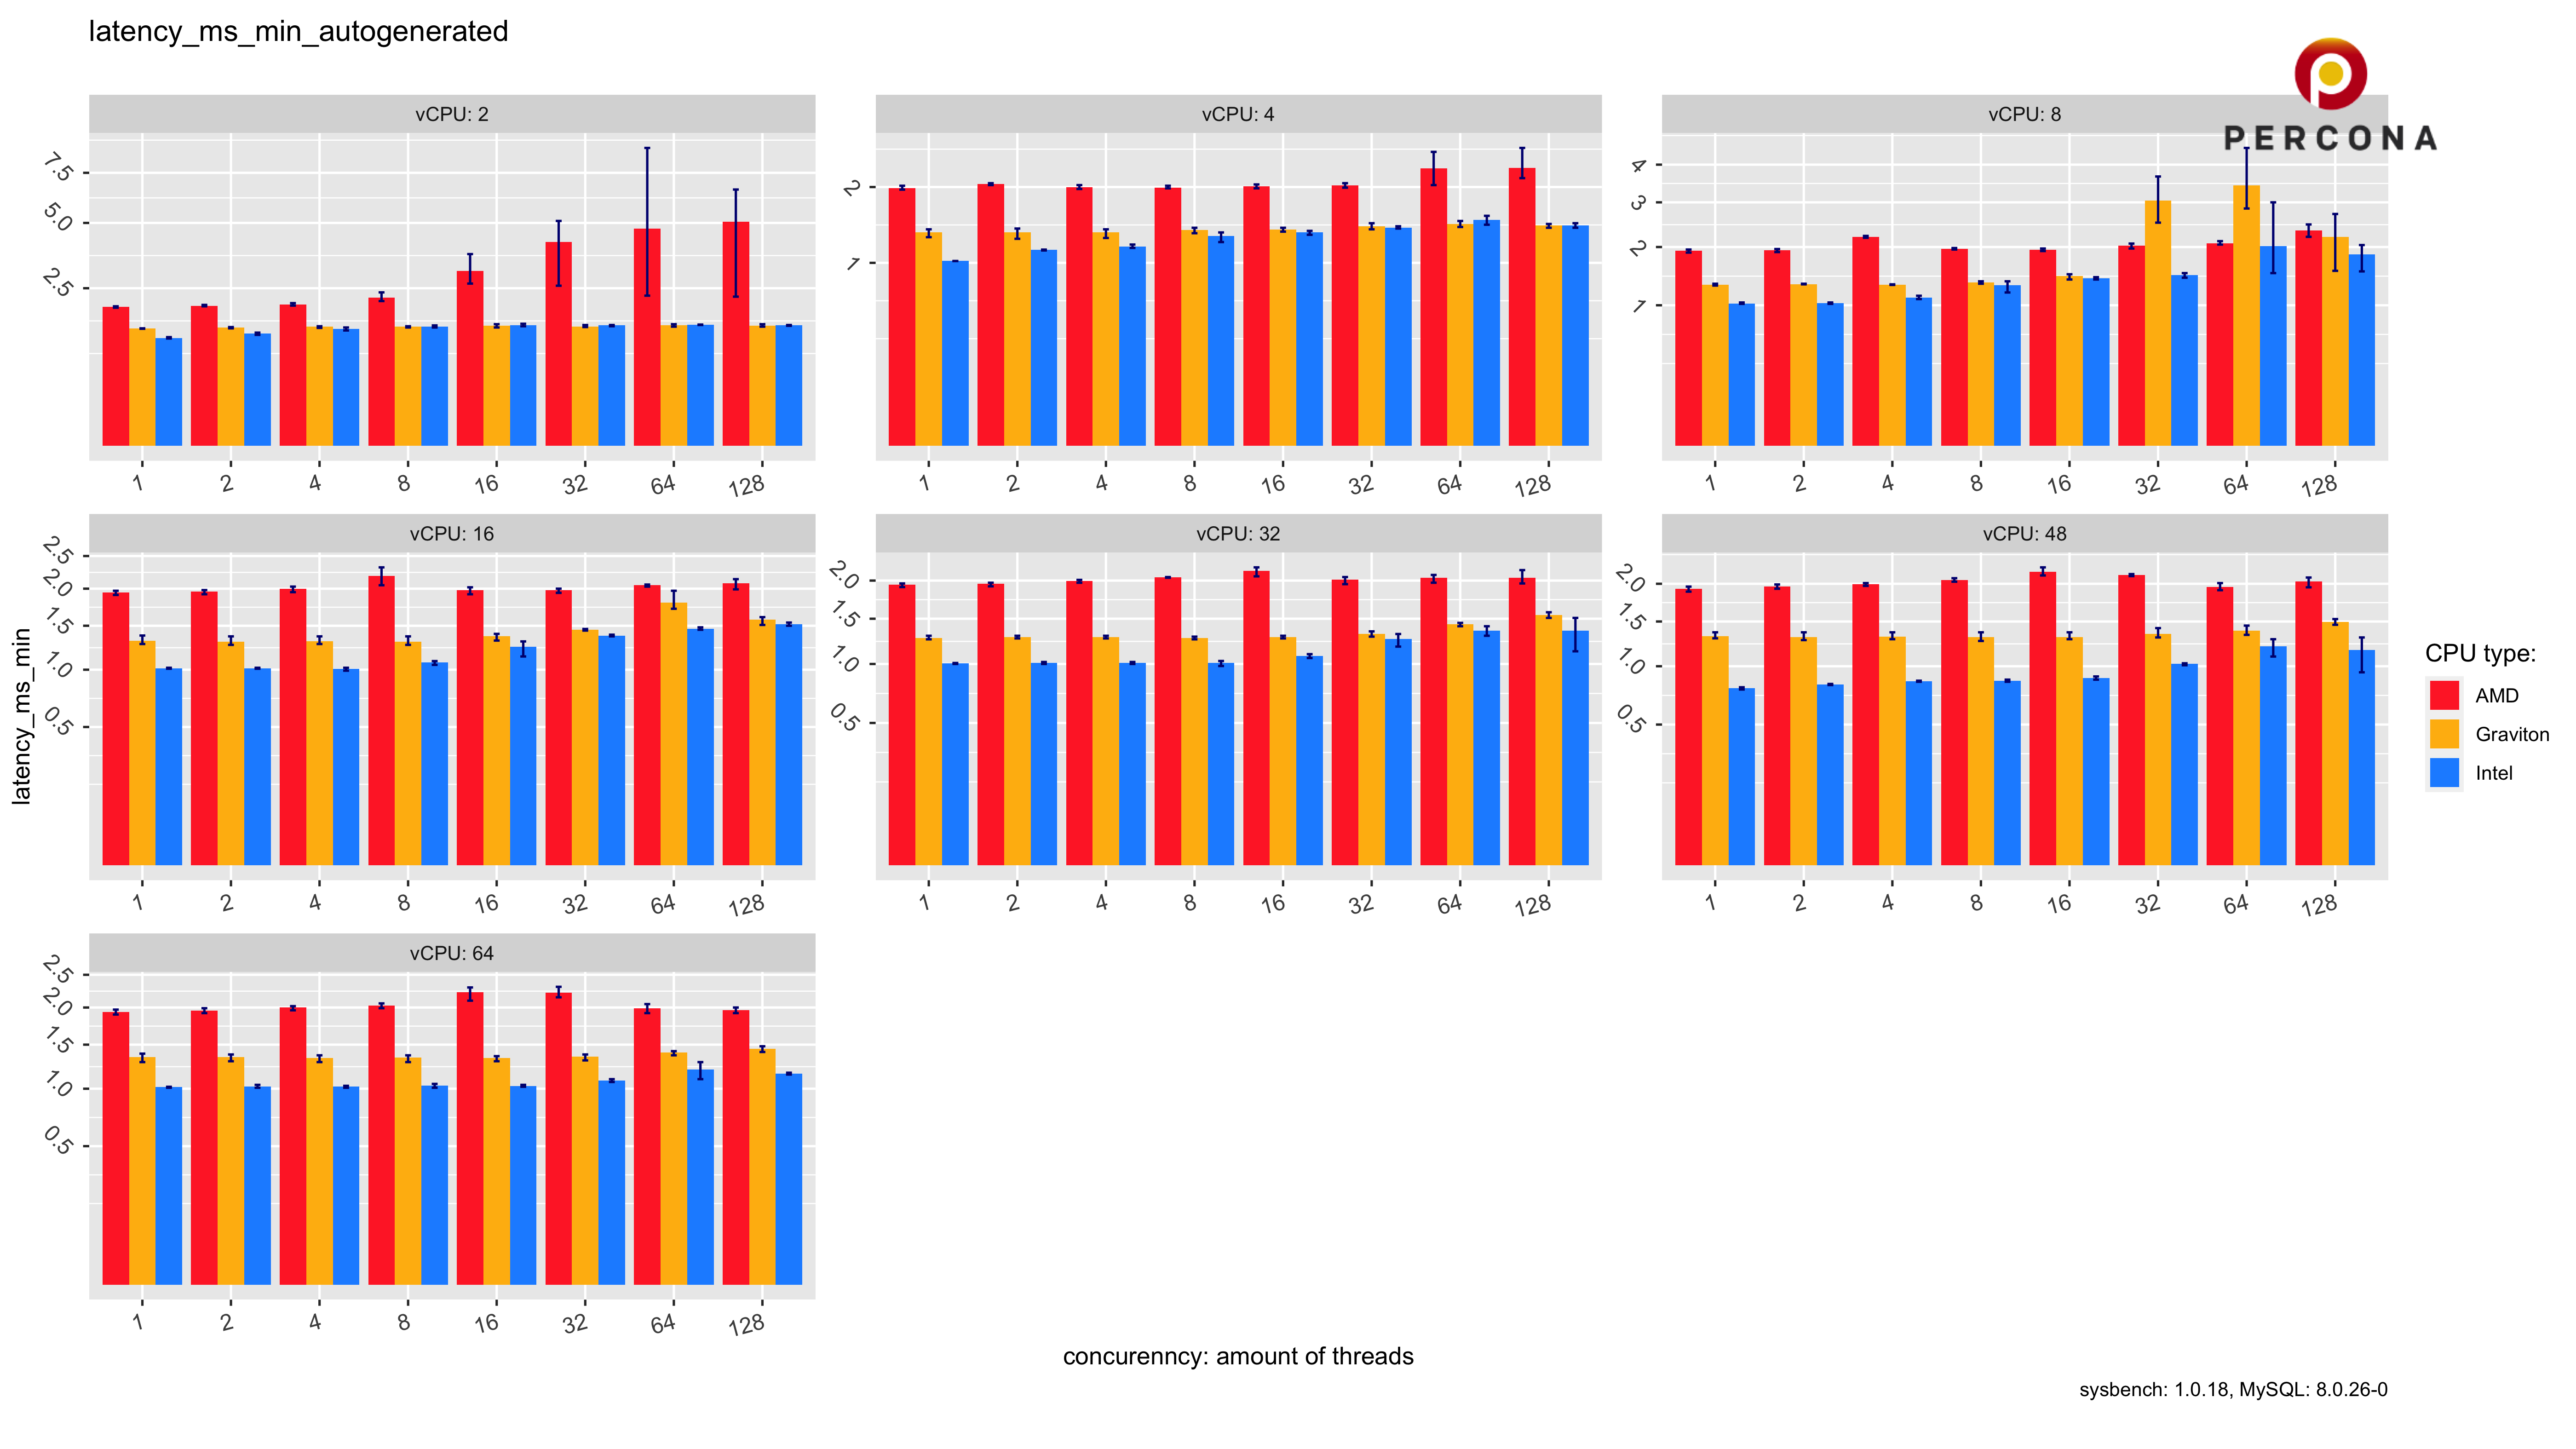 latency_ms_min_autogenerated
PERCONA
vCPU: 2
vCPU: 4
vCPU: 8
7.5
5.0
2.5
2
1
4
3
2
1
1 2 4 8 16 32 64 128
1 2 4 8 16 32 64 128
1 2 4 8 16 32 64 128
vCPU: 16
vCPU: 32
vCPU: 48
2.5
2.0
1.5
1.0
0.5
2.0
1.5
1.0
0.5
2.0
1.5
1.0
0.5
1 2 4 8 16 32 64 128
1 2 4 8 16 32 64 128
1 2 4 8 16 32 64 128
latency_ms_min
CPU type:
AMD
Graviton
Intel
vCPU: 64
2.5
2.0
1.5
1.0
0.5
1 2 4 8 16 32 64 128
concurenncy: amount of threads
sysbench: 1.0.18, MySQL: 8.0.26-0